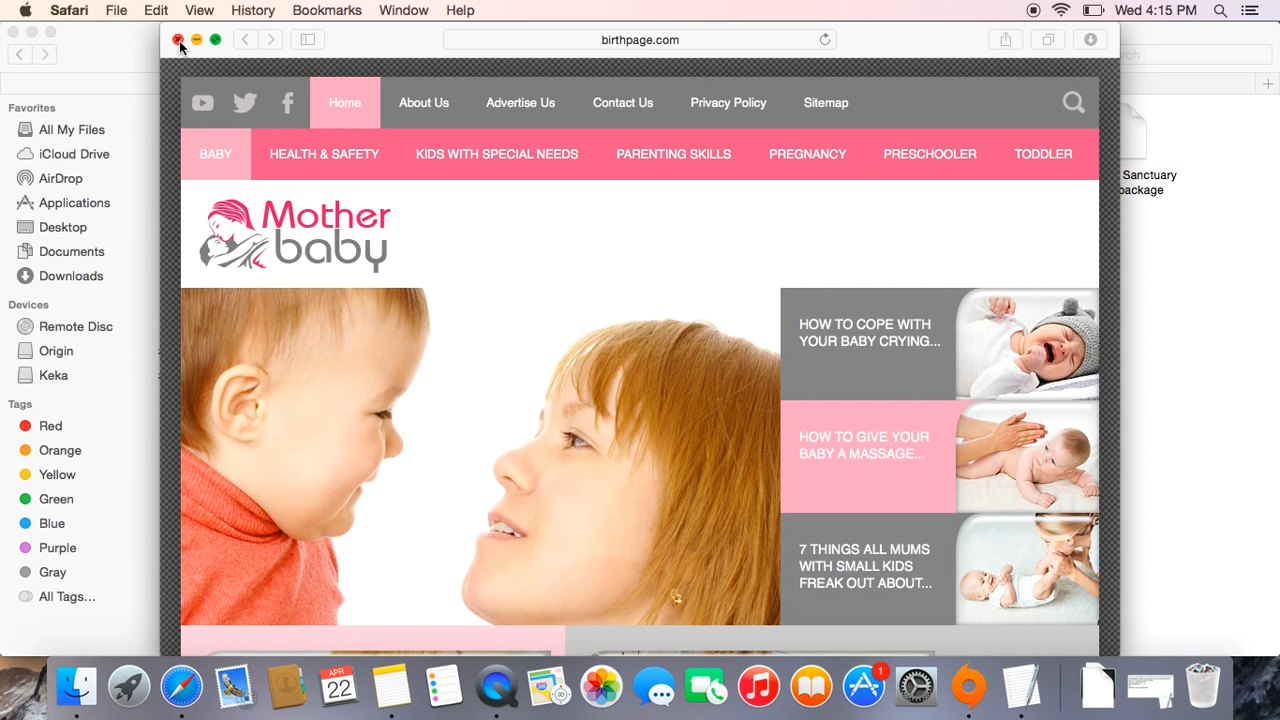 Safari File Edit View History Bookmarks Window Help Wed 4:15 PM
birthpage.com
Favorites
All My Files
iCloud Drive
AirDrop
Applications
Desktop
Documents
Downloads
Devices
Remote Disc
Origin
Keka
Tags
Red
Orange
Yellow
Green
Blue
Purple
Gray
All Tags...
Home About Us Advertise Us Contact Us Privacy Policy Sitemap
BABY HEALTH & SAFETY KIDS WITH SPECIAL NEEDS PARENTING SKILLS PREGNANCY PRESCHOOLER TODDLER
Mother
baby
HOW TO COPE WITH
YOUR BABY CRYING...
HOW TO GIVE YOUR
BABY A MASSAGE...
7 THINGS ALL MUMS
WITH SMALL KIDS
FREAK OUT ABOUT...
Sanctuary
package
APR
22
1